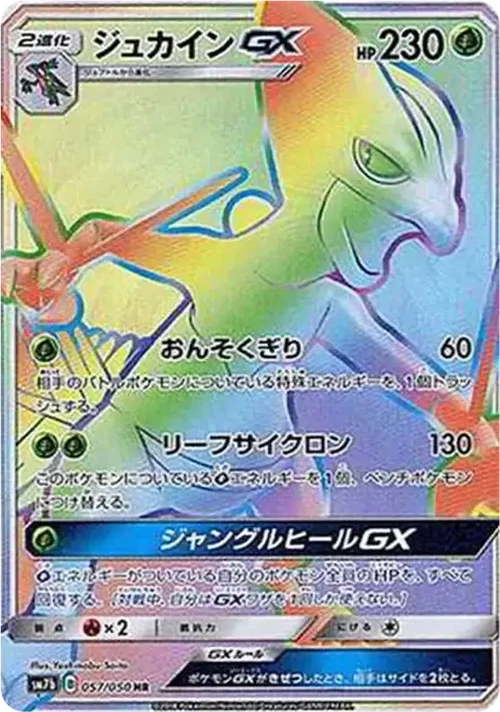 2進化 ジュカインGX HP230
ジュプトルから進化
おんそくぎり 60
相手のバトルポケモンについている特殊エネルギーを、1個トラッ
シュする。
リーフサイクロン 130
このポケモンについているエネルギーを1個、ベンチポケモン
につけ替える。
ジャングルヒールGX
エネルギーがついている自分のポケモン全員のHPを、すべて
回復する。(対戦中、自分はGXワザを1回しか使えない。)
弱点 ×2 抵抗力 にげる
GXルール
ポケモンGXがきぜつしたとき、相手はサイドを2枚とる。
Illus. Yoshinobu Saito
sm7b D 057/050 HR
©2018 Pokémon/Nintendo/Creatures/GAME FREAK.